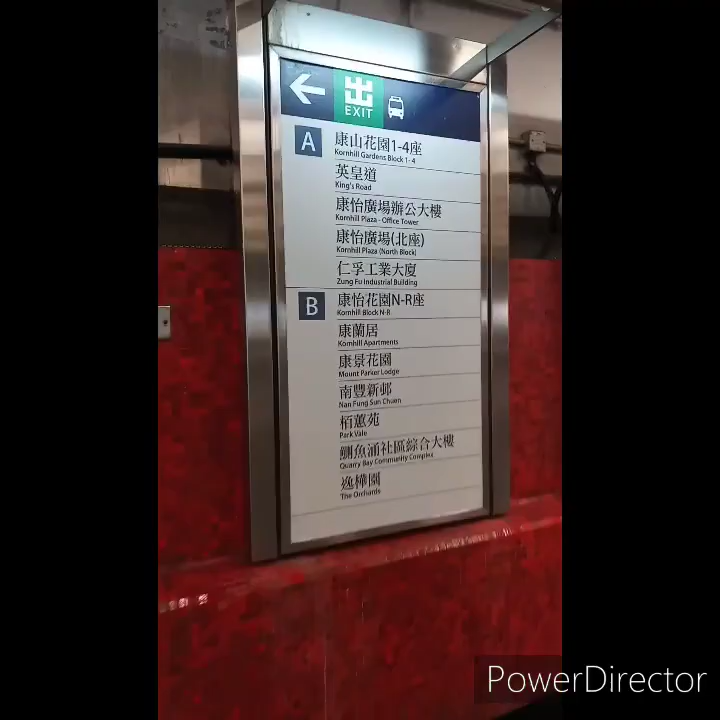 出
EXIT
A
康山花園1-4座
Kornhill Gardens Block 1- 4
英皇道
King's Road
康怡廣場辦公大樓
Kornhill Plaza - Office Tower
康怡廣場(北座)
Kornhill Plaza (North Block)
仁孚工業大廈
Zung Fu Industrial Building
B
康怡花園N-R座
Kornhill Block N-R
康蘭居
Kornhill Apartments
康景花園
Mount Parker Lodge
南豐新邨
Nan Fung Sun Chuen
栢蕙苑
Park Vale
鰂魚涌社區綜合大樓
Quarry Bay Community Complex
逸樺園
The Orchards
PowerDirector